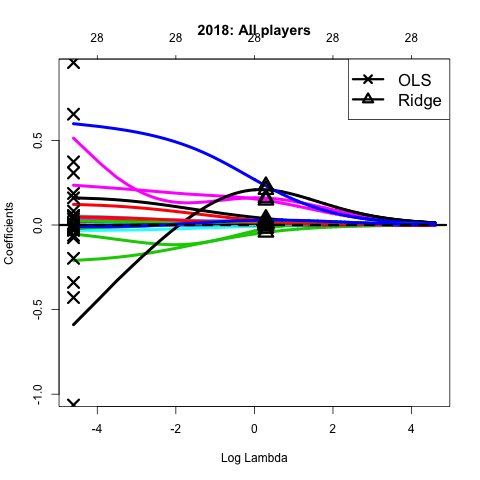 2018: All players
28 28 28 28 28
OLS
Ridge
Coefficients
0.5
0.0
-0.5
-1.0
-4 -2 0 2 4
Log Lambda